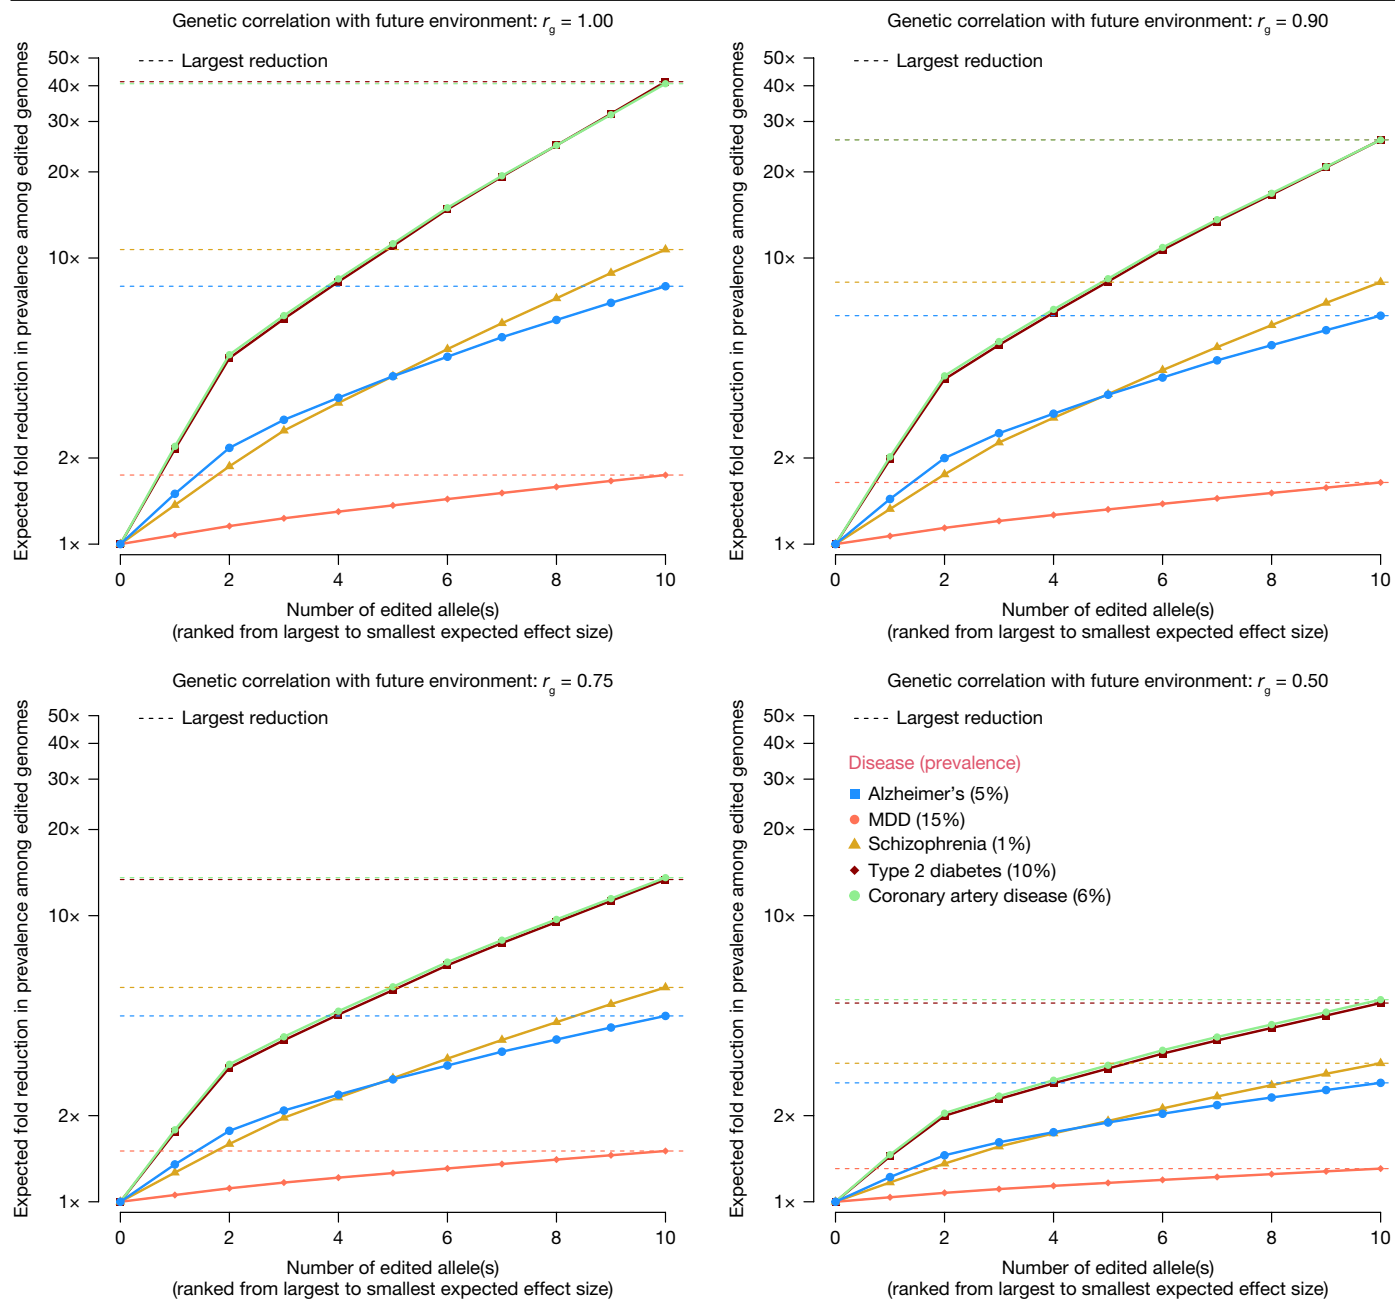 Genetic correlation with future environment: rg = 1.00
Largest reduction
Expected fold reduction in prevalence among edited genomes
50×
40×
30×
20×
10×
2×
1×
0 2 4 6 8 10
Number of edited allele(s)
(ranked from largest to smallest expected effect size)
Genetic correlation with future environment: rg = 0.90
Largest reduction
Expected fold reduction in prevalence among edited genomes
50×
40×
30×
20×
10×
2×
1×
0 2 4 6 8 10
Number of edited allele(s)
(ranked from largest to smallest expected effect size)
Genetic correlation with future environment: rg = 0.75
Largest reduction
Expected fold reduction in prevalence among edited genomes
50×
40×
30×
20×
10×
2×
1×
0 2 4 6 8 10
Number of edited allele(s)
(ranked from largest to smallest expected effect size)
Genetic correlation with future environment: rg = 0.50
Largest reduction
Disease (prevalence)
Alzheimer's (5%)
MDD (15%)
Schizophrenia (1%)
Type 2 diabetes (10%)
Coronary artery disease (6%)
Expected fold reduction in prevalence among edited genomes
50×
40×
30×
20×
10×
2×
1×
0 2 4 6 8 10
Number of edited allele(s)
(ranked from largest to smallest expected effect size)